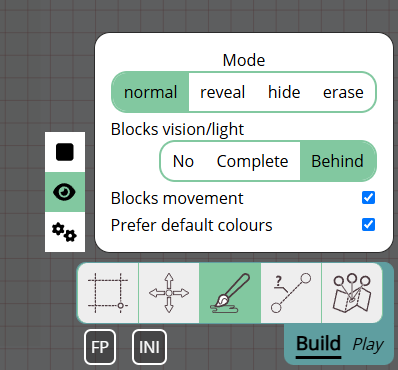 Mode
normal reveal hide erase
Blocks vision/light
No Complete Behind
Blocks movement
Prefer default colours
?
FP INI Build Play